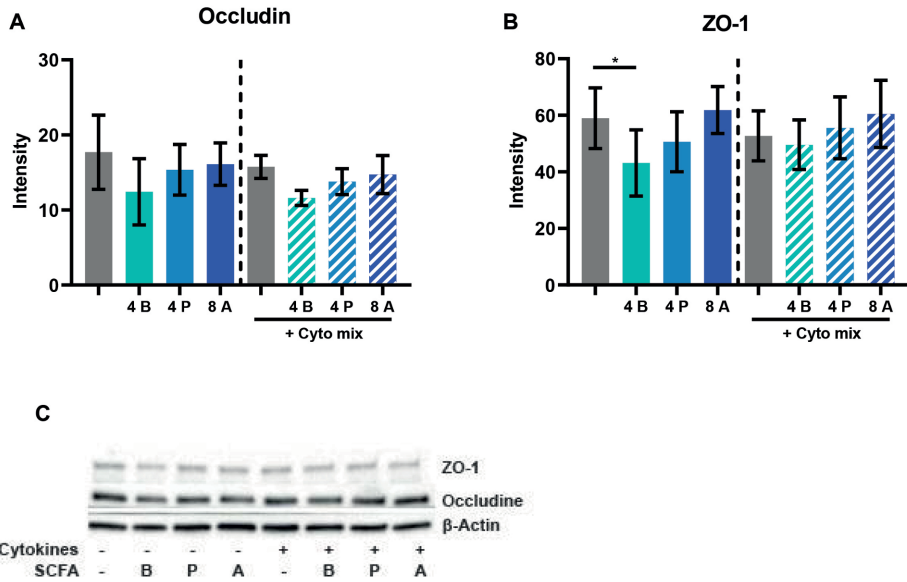 A
Occludin
Intensity
30
20
10
0
4 B 4 P 8 A 4 B 4 P 8 A
+ Cyto mix
B
ZO-1
Intensity
80
60
40
20
0
*
4 B 4 P 8 A 4 B 4 P 8 A
+ Cyto mix
C
ZO-1
Occludine
β-Actin
Cytokines - - - - + + + +
SCFA - B P A - B P A